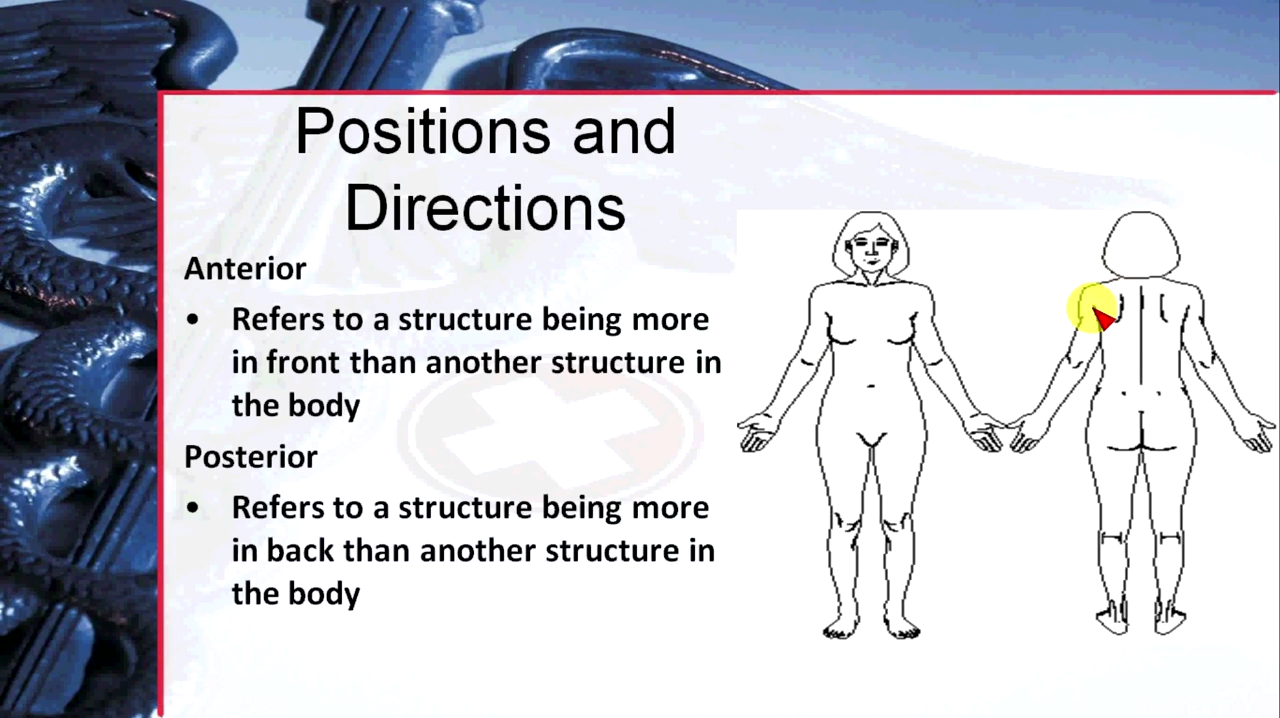 Positions and
Directions
Anterior
• Refers to a structure being more
in front than another structure in
the body
Posterior
• Refers to a structure being more
in back than another structure in
the body